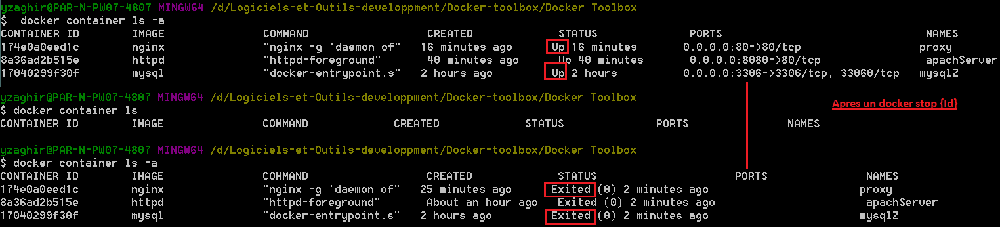 yzaghir@PAR-N-PW07-4807 MINGW64 /d/Logiciels-et-Outils-developpment/Docker-toolbox/Docker Toolbox
$  docker container ls -a
CONTAINER ID        IMAGE               COMMAND                  CREATED             STATUS              PORTS                               NAMES
174e0a0eed1c        nginx               "nginx -g 'daemon of"   16 minutes ago      Up 16 minutes       0.0.0.0:80->80/tcp                  proxy
8a36ad2b515e        httpd               "httpd-foreground"       40 minutes ago      Up 40 minutes       0.0.0.0:8080->80/tcp                apachServer
17040299f30f        mysql               "docker-entrypoint.s"   2 hours ago         Up 2 hours          0.0.0.0:3306->3306/tcp, 33060/tcp   mysqlZ
yzaghir@PAR-N-PW07-4807 MINGW64 /d/Logiciels-et-Outils-developpment/Docker-toolbox/Docker Toolbox
Apres un docker stop {Id}
$ docker container ls
CONTAINER ID        IMAGE               COMMAND             CREATED             STATUS              PORTS               NAMES
yzaghir@PAR-N-PW07-4807 MINGW64 /d/Logiciels-et-Outils-developpment/Docker-toolbox/Docker Toolbox
$ docker container ls -a
CONTAINER ID        IMAGE               COMMAND                  CREATED             STATUS                     PORTS               NAMES
174e0a0eed1c        nginx               "nginx -g 'daemon of"   25 minutes ago      Exited (0) 2 minutes ago                       proxy
8a36ad2b515e        httpd               "httpd-foreground"       About an hour ago   Exited (0) 2 minutes ago                       apachServer
17040299f30f        mysql               "docker-entrypoint.s"   2 hours ago         Exited (0) 2 minutes ago                       mysqlZ